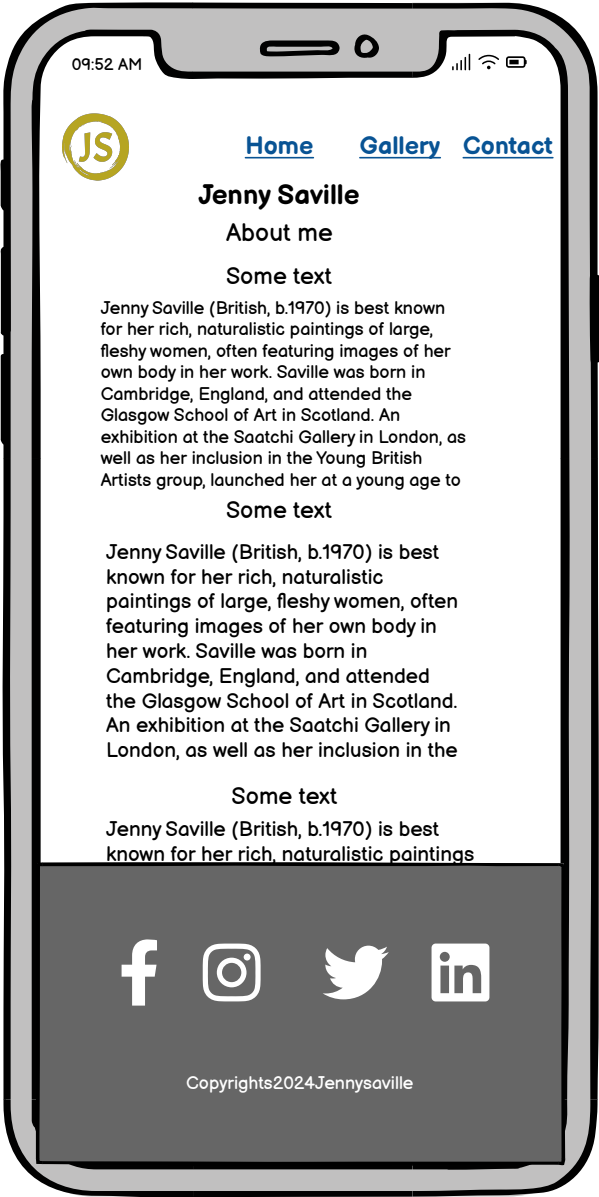 09:52 AM
JS
Home Gallery Contact
Jenny Saville
About me
Some text
Jenny Saville (British, b.1970) is best known
for her rich, naturalistic paintings of large,
fleshy women, often featuring images of her
own body in her work. Saville was born in
Cambridge, England, and attended the
Glasgow School of Art in Scotland. An
exhibition at the Saatchi Gallery in London, as
well as her inclusion in the Young British
Artists group, launched her at a young age to
Some text
Jenny Saville (British, b.1970) is best
known for her rich, naturalistic
paintings of large, fleshy women, often
featuring images of her own body in
her work. Saville was born in
Cambridge, England, and attended
the Glasgow School of Art in Scotland.
An exhibition at the Saatchi Gallery in
London, as well as her inclusion in the
Some text
Jenny Saville (British, b.1970) is best
known for her rich, naturalistic paintings
in
Copyrights2024Jennysaville